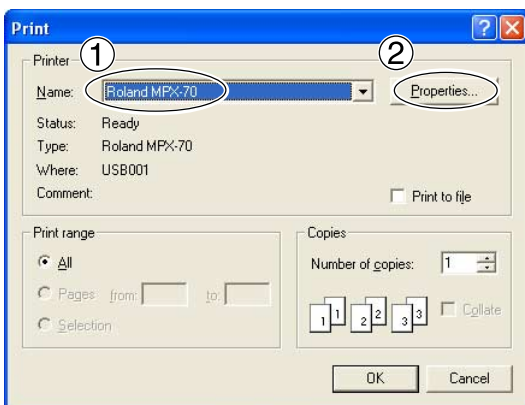 Print
① ②
Printer
Name: Roland MPX-70 Properties...
Status: Ready
Type: Roland MPX-70
Where: USB001
Comment: Print to file
Print range Copies
All Number of copies: 1
Pages from: to:
Selection 1 1 2 2 3 3 Collate
OK Cancel